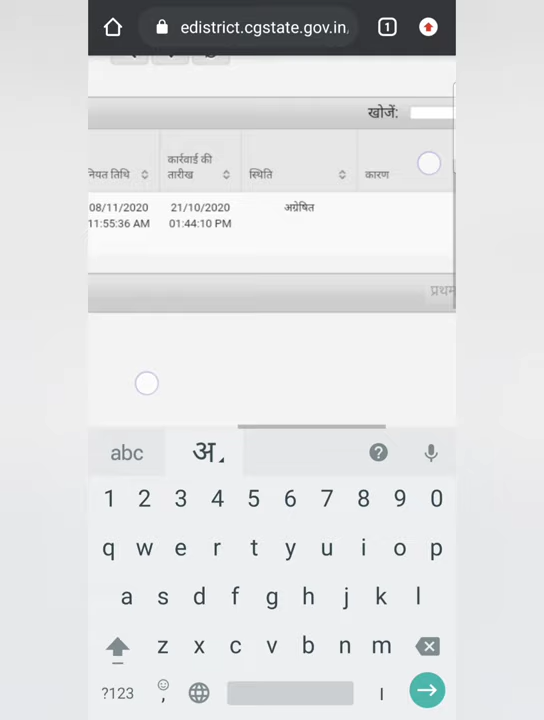 edistrict.cgstate.gov.in
1
खोजें:
नियत तिथि
कार्रवाई की तारीख
स्थिति
कारण
08/11/2020
11:55:36 AM
21/10/2020
01:44:10 PM
अग्रेषित
प्रथम
abc अ
1 2 3 4 5 6 7 8 9 0
q w e r t y u i o p
a s d f g h j k l
z x c v b n m
?123 , |